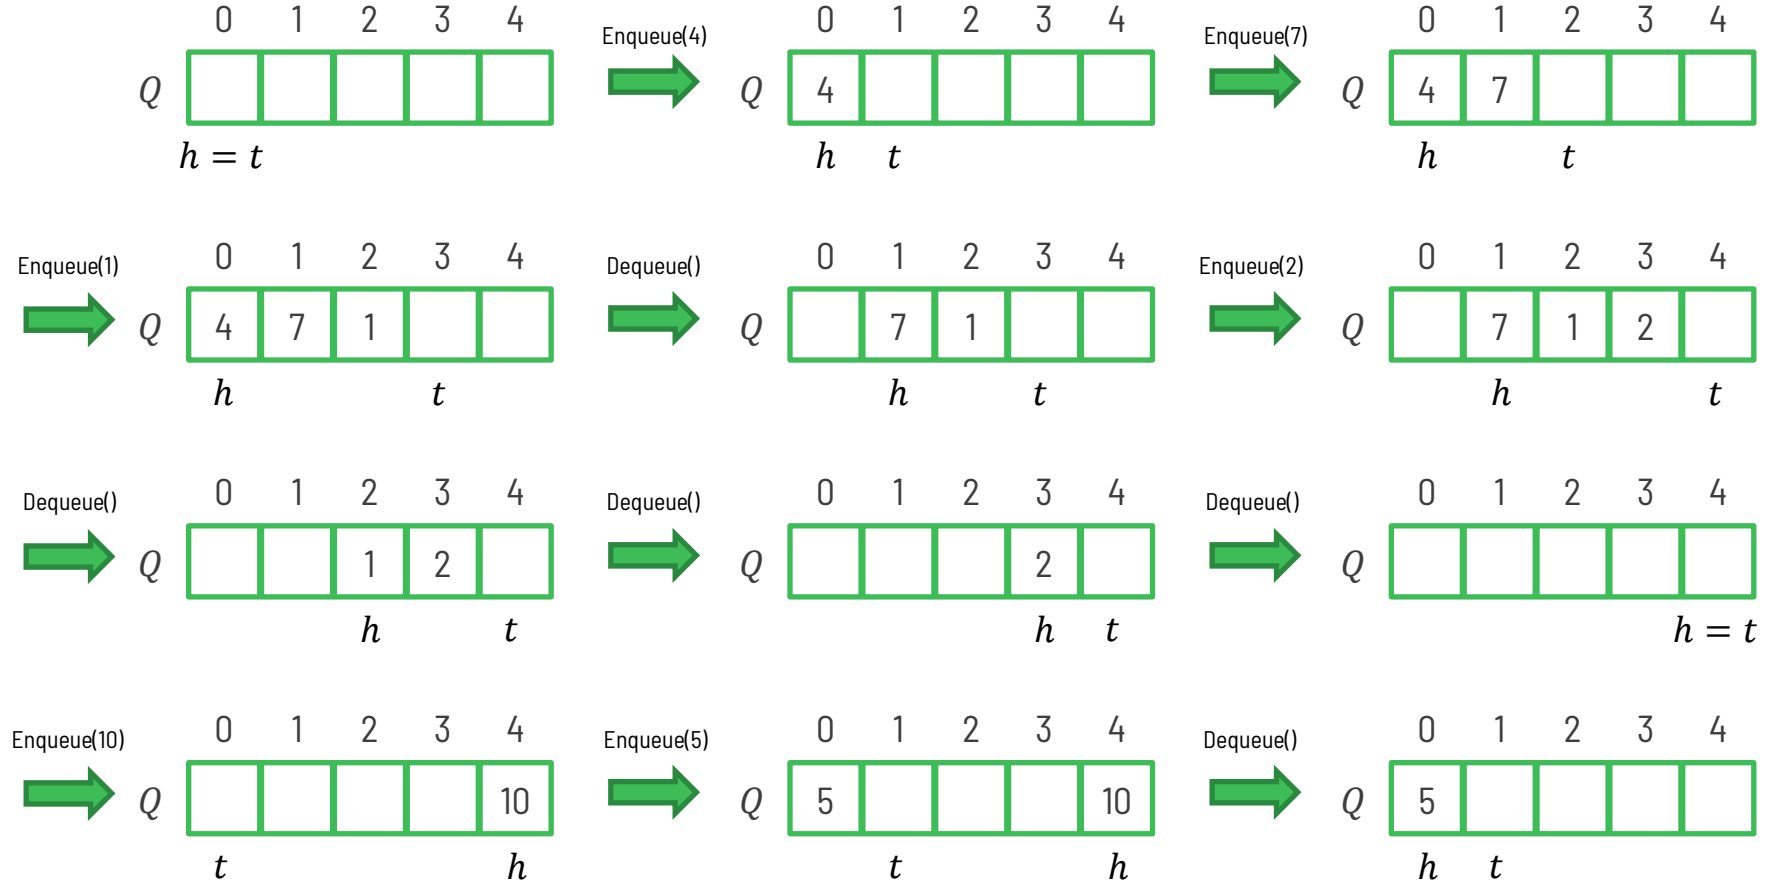 0 1 2 3 4 Enqueue(4) 0 1 2 3 4 Enqueue(7) 0 1 2 3 4
Q Q 4 Q 4 7
h = t h t h t
Enqueue(1) 0 1 2 3 4 Dequeue() 0 1 2 3 4 Enqueue(2) 0 1 2 3 4
Q 4 7 1 Q 7 1 Q 7 1 2
h t h t h t
Dequeue() 0 1 2 3 4 Dequeue() 0 1 2 3 4 Dequeue() 0 1 2 3 4
Q 1 2 Q 2 Q
h t h t h = t
Enqueue(10) 0 1 2 3 4 Enqueue(5) 0 1 2 3 4 Dequeue() 0 1 2 3 4
Q 10 Q 5 10 Q 5
t h t h h t